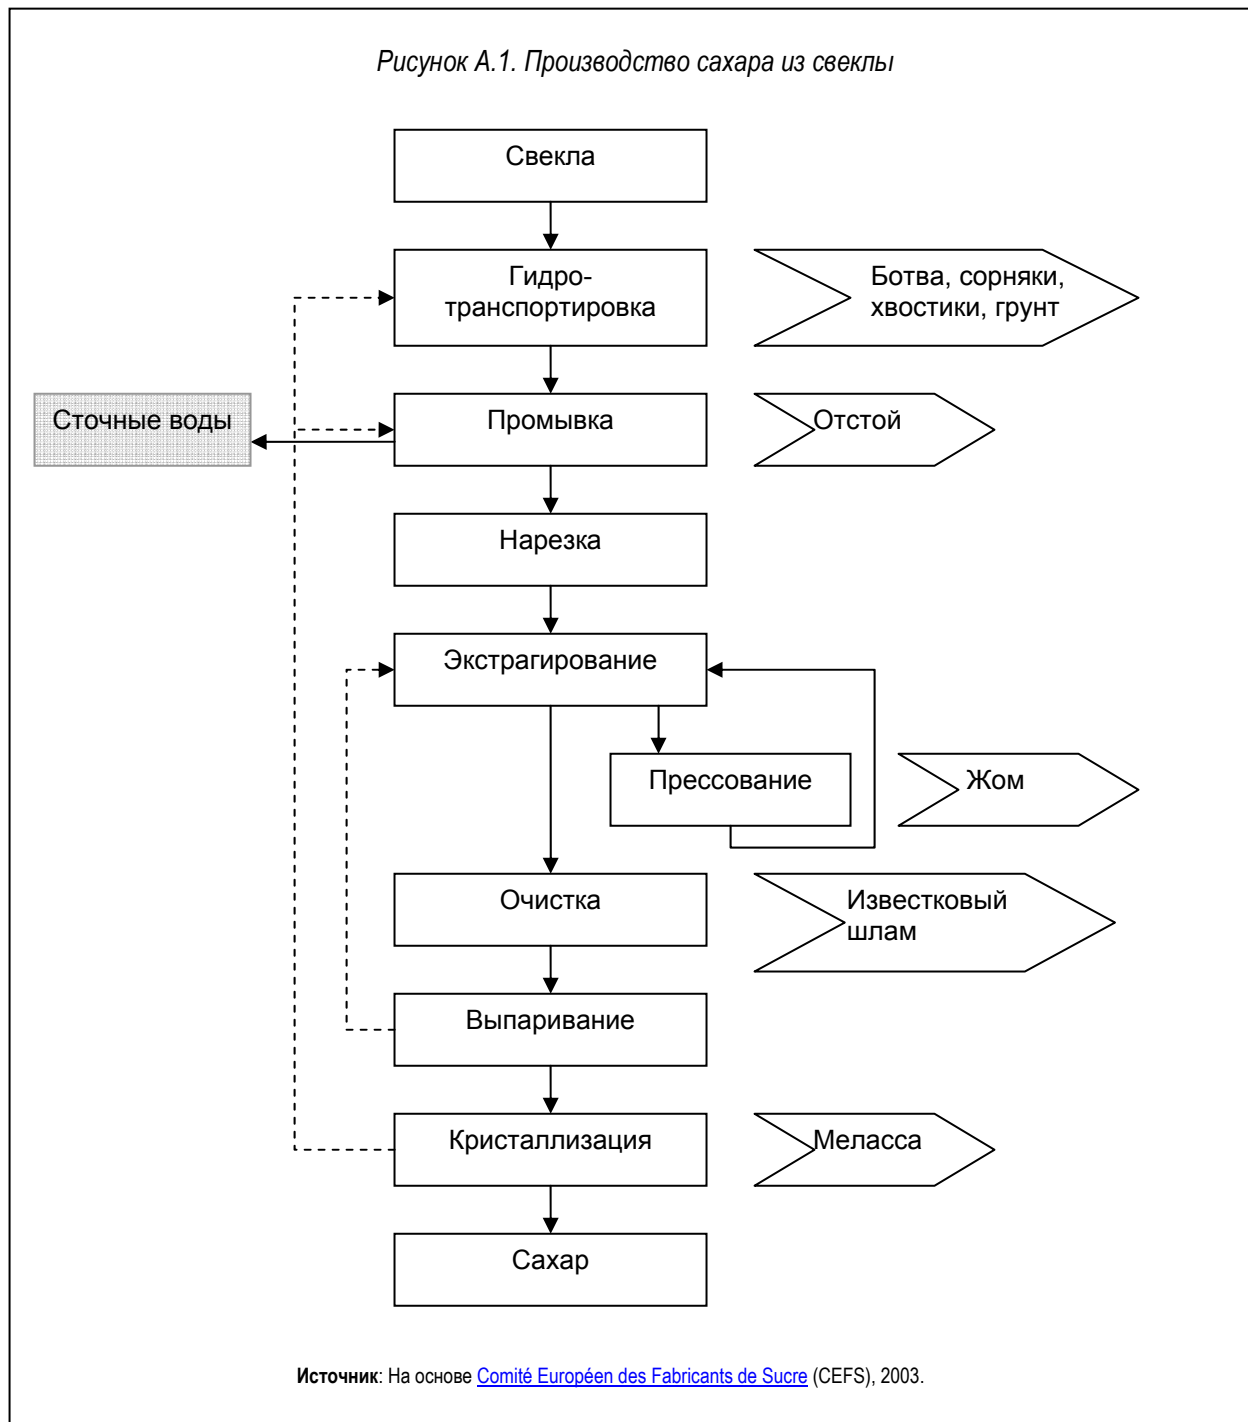 Рисунок А.1. Производство сахара из свеклы
Свекла
Гидро-
транспортировка
Ботва, сорняки,
хвостики, грунт
Сточные воды
Промывка
Отстой
Нарезка
Экстрагирование
Прессование
Жом
Очистка
Известковый
шлам
Выпаривание
Кристаллизация
Меласса
Сахар
Источник: На основе Comité Européen des Fabricants de Sucre (CEFS), 2003.